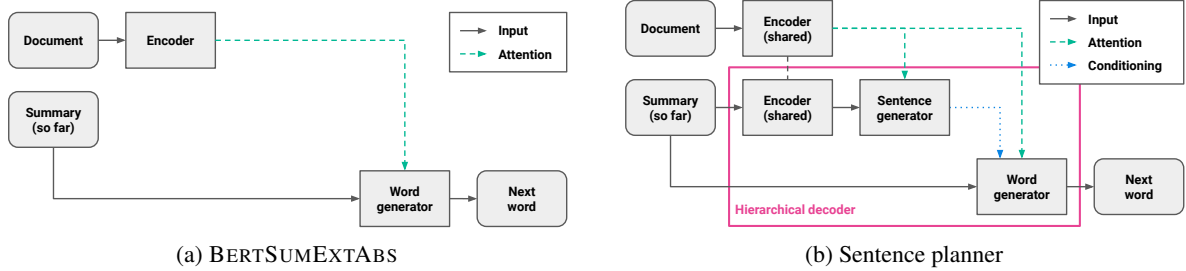 Document
Encoder
Input
Attention
Summary
(so far)
Word
generator
Next
word
(a) BERTSUMEXTABS
Document
Encoder
(shared)
Input
Attention
Conditioning
Summary
(so far)
Encoder
(shared)
Sentence
generator
Word
generator
Next
word
Hierarchical decoder
(b) Sentence planner